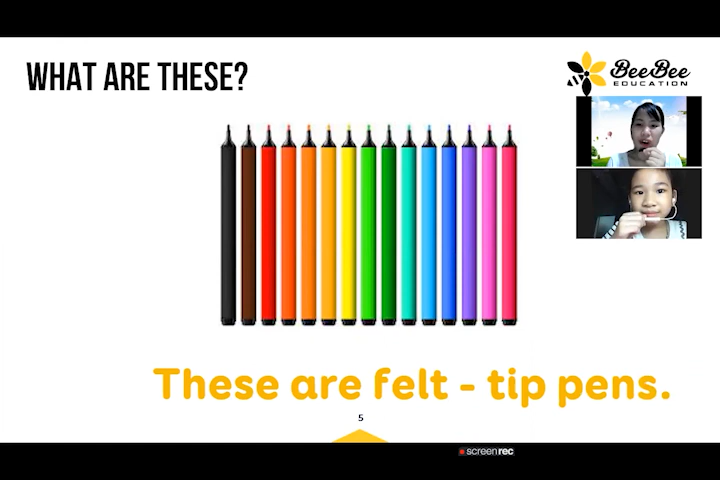 WHAT ARE THESE?
BeeBee
EDUCATION
These are felt - tip pens.
5
screenrec